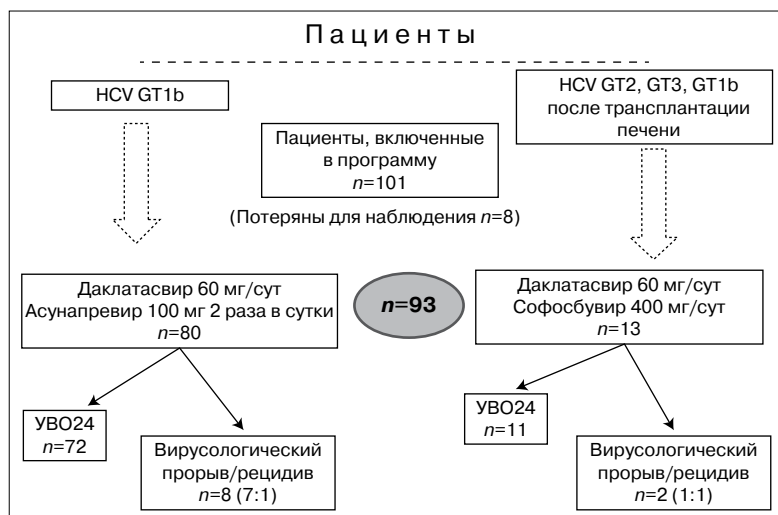 Пациенты
HCV GT1b
HCV GT2, GT3, GT1b
после трансплантации
печени
Пациенты, включенные
в программу
n=101
(Потеряны для наблюдения n=8)
Даклатасвир 60 мг/сут
Асунапревир 100 мг 2 раза в сутки
n=80
n=93
Даклатасвир 60 мг/сут
Софосбувир 400 мг/сут
n=13
УВО24
n=72
Вирусологический
прорыв/рецидив
n=8 (7:1)
УВО24
n=11
Вирусологический
прорыв/рецидив
n=2 (1:1)